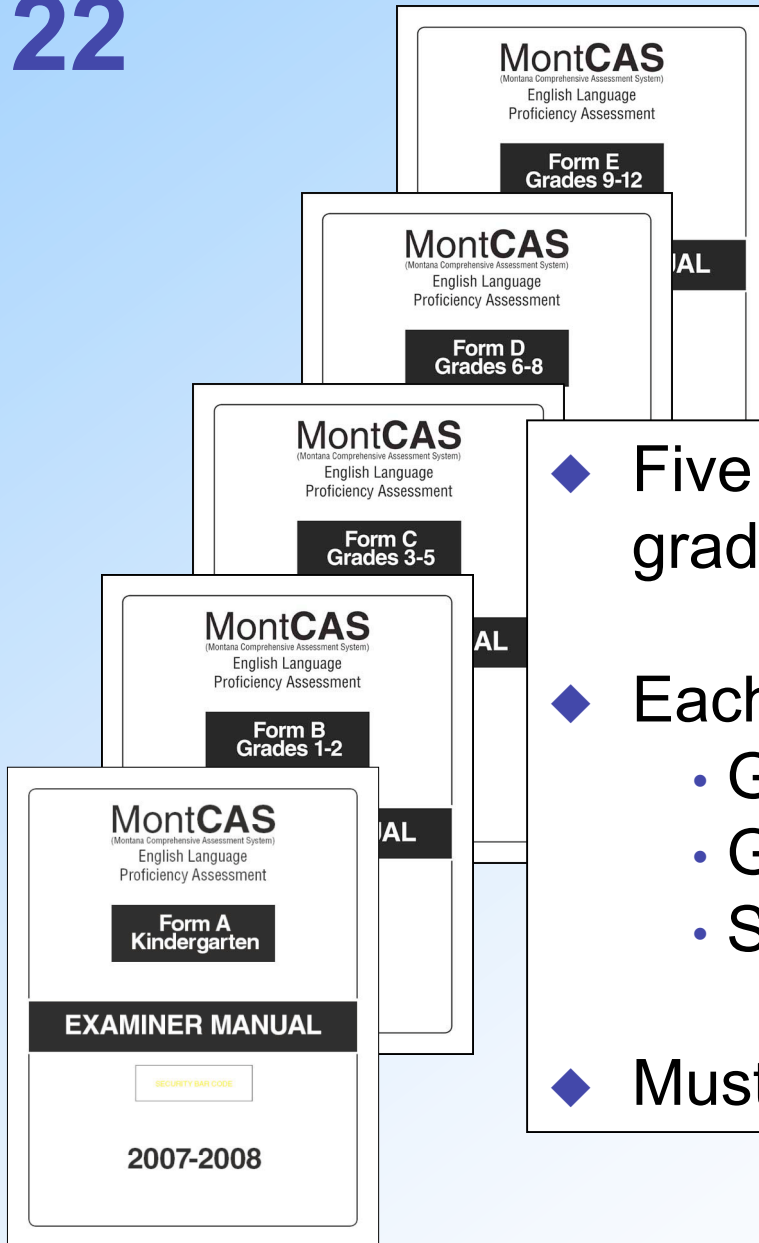 22
MontCAS
(Montana Comprehensive Assessment System)
English Language
Proficiency Assessment
Form E
Grades 9-12
MontCAS
(Montana Comprehensive Assessment System)
English Language
Proficiency Assessment
Form D
Grades 6-8
MontCAS
(Montana Comprehensive Assessment System)
English Language
Proficiency Assessment
Form C
Grades 3-5
MontCAS
(Montana Comprehensive Assessment System)
English Language
Proficiency Assessment
Form B
Grades 1-2
MontCAS
(Montana Comprehensive Assessment System)
English Language
Proficiency Assessment
Form A
Kindergarten
EXAMINER MANUAL
SECURITY BAR CODE
2007-2008
Five